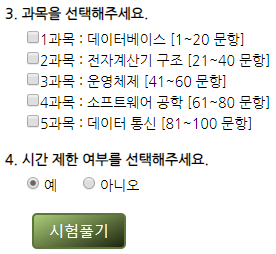 3. 과목을 선택해주세요.
1과목 : 데이터베이스 [1~20 문항]
2과목 : 전자계산기 구조 [21~40 문항]
3과목 : 운영체제 [41~60 문항]
4과목 : 소프트웨어 공학 [61~80 문항]
5과목 : 데이터 통신 [81~100 문항]
4. 시간 제한 여부를 선택해주세요.
예 아니오
시험풀기